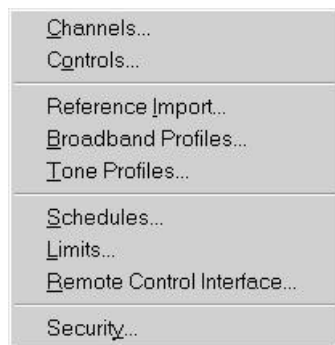 Channels...
Controls...
Reference Import...
Broadband Profiles...
Tone Profiles...
Schedules...
Limits...
Remote Control Interface...
Security...